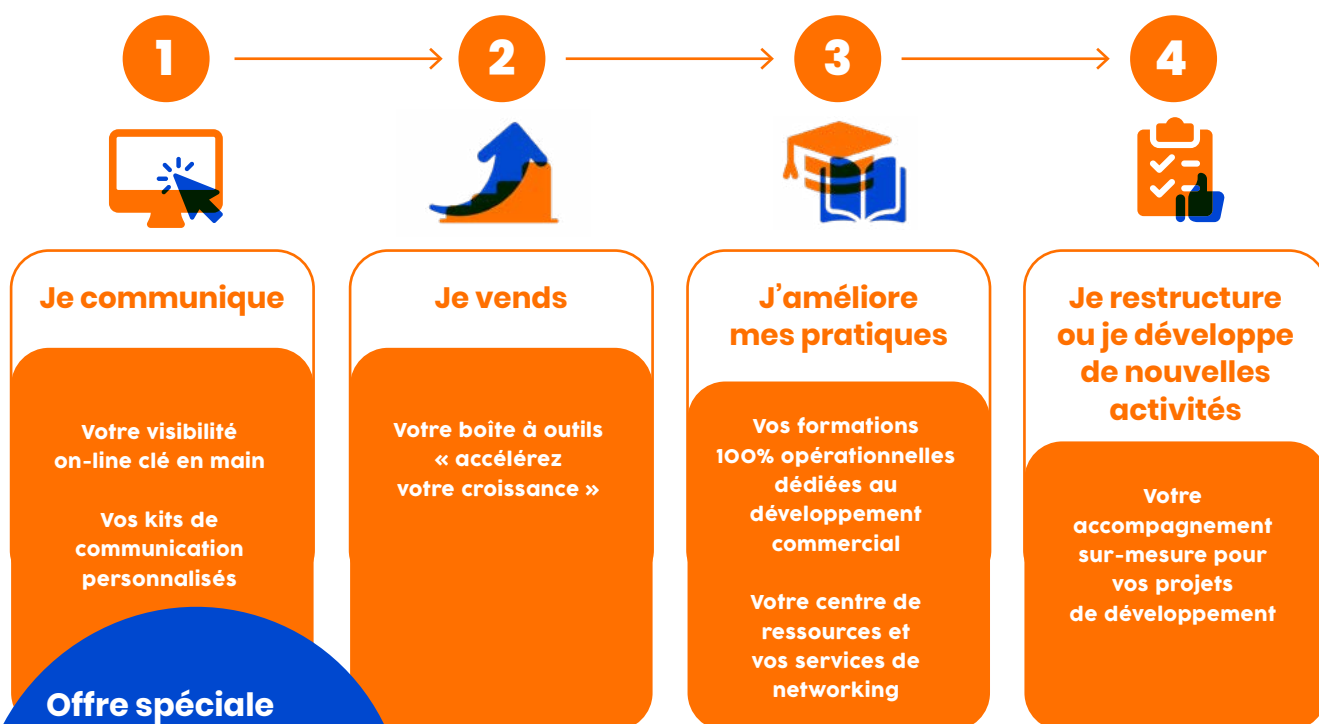 1
2
3
4
Je communique
Votre visibilité
on-line clé en main
Vos kits de
communication
personnalisés
Je vends
Votre boîte à outils
« accélérez
votre croissance »
J’améliore
mes pratiques
Vos formations
100% opérationnelles
dédiées au
développement
commercial
Votre centre de
ressources et
vos services de
networking
Je restructure
ou je développe
de nouvelles
activités
Votre
accompagnement
sur-mesure pour
vos projets
de développement
Offre spéciale